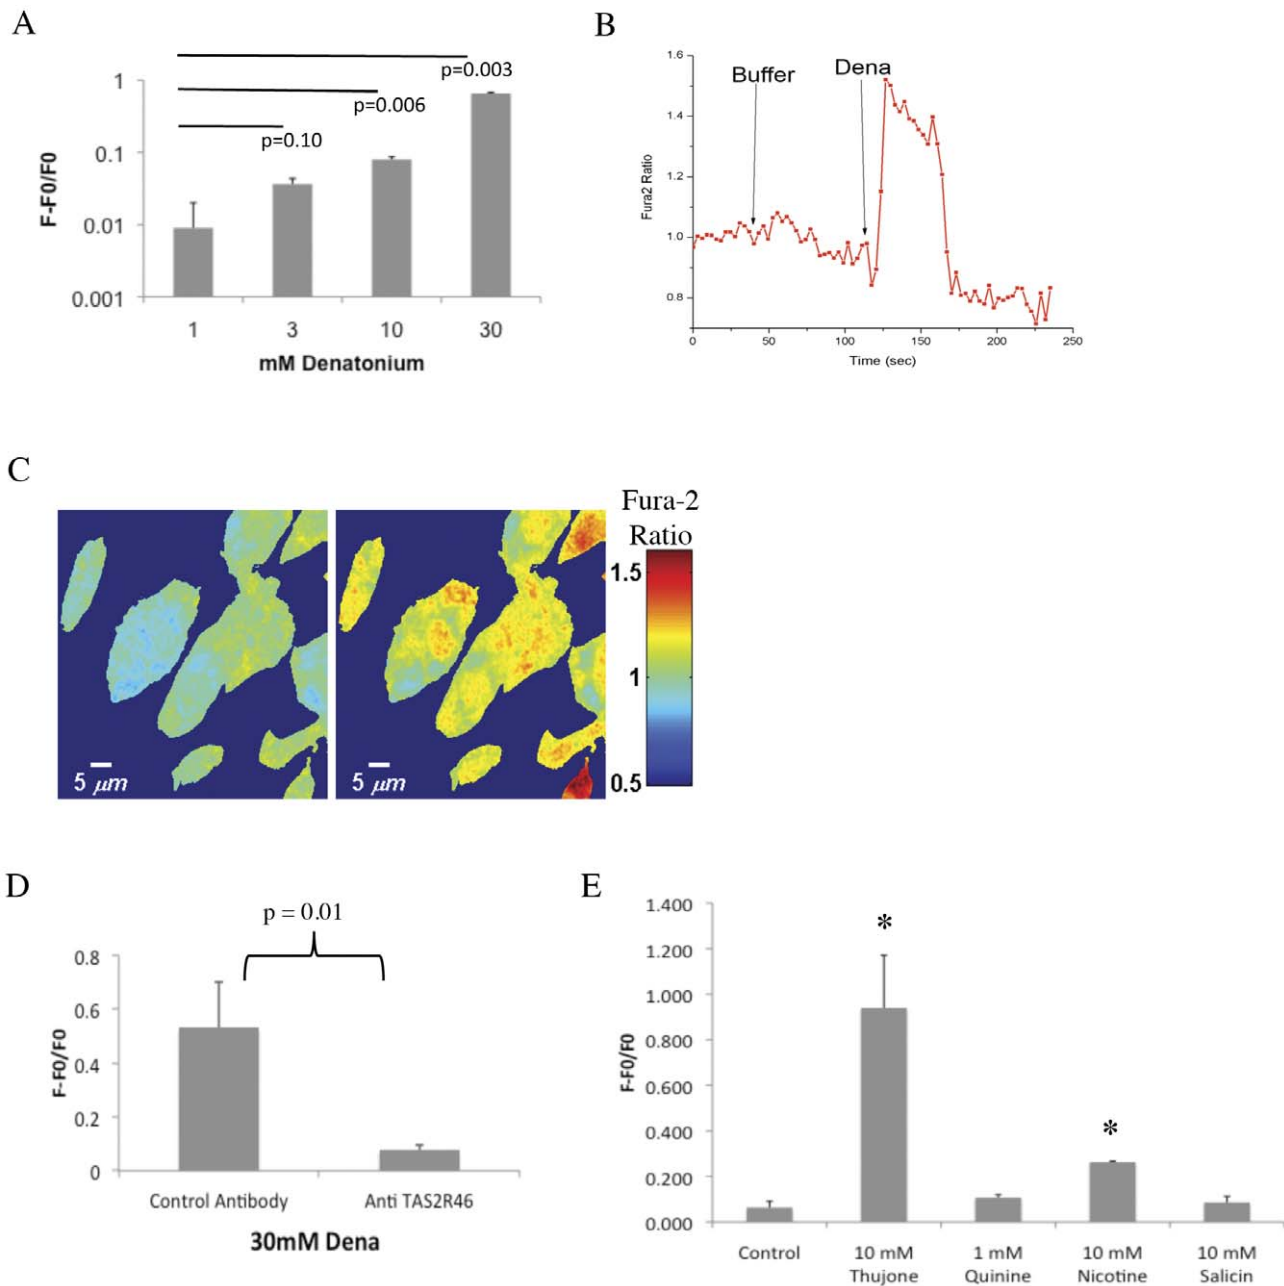 A
p=0.003
p=0.006
p=0.10
1
0.1
0.01
0.001
F-F0/F0
1 3 10 30
mM Denatonium
B
Buffer
Dena
1.6
1.4
1.2
1.0
0.8
Fura2 Ratio
0 50 100 150 200 250
Time (sec)
C
Fura-2
Ratio
1.5
1
0.5
5 μm
5 μm
D
p = 0.01
0.8
0.6
0.4
0.2
0
F-F0/F0
Control Antibody Anti TAS2R46
30mM Dena
E
1.400
1.200
1.000
0.800
0.600
0.400
0.200
0.000
F-F0/F0
*
*
Control 10 mM 1 mM 10 mM 10 mM
Thujone Quinine Nicotine Salicin